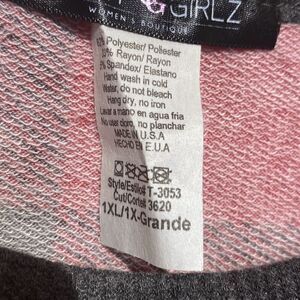 GIRLZ
WOMEN'S BOUTIQUE
Polyester/ Poliester
Rayon/ Rayon
Spandex/ Elastano
Hand wash in cold
Water, do not bleach
Hang dry, no iron
Lavar a mano en agua fria
No usar cloro, no planchar
MADE IN U.S.A
HECHO EN E.U.A
Style/Estilo# T-3053
Cut/Corte# 3620
1XL/1X-Grande